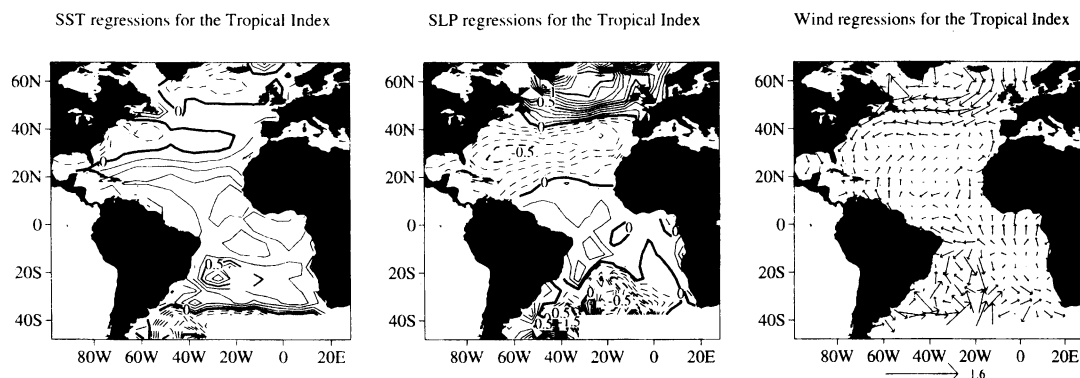 SST regressions for the Tropical Index
SLP regressions for the Tropical Index
Wind regressions for the Tropical Index
60N
40N
20N
0
20S
40S
80W 60W 40W 20W 0 20E
0
0
0.5
0
60N
40N
20N
0
20S
40S
80W 60W 40W 20W 0 20E
0.5
0
-0.5
0
0
0
0
0.5
0.5
60N
40N
20N
0
20S
40S
80W 60W 40W 20W 0 20E
1.6